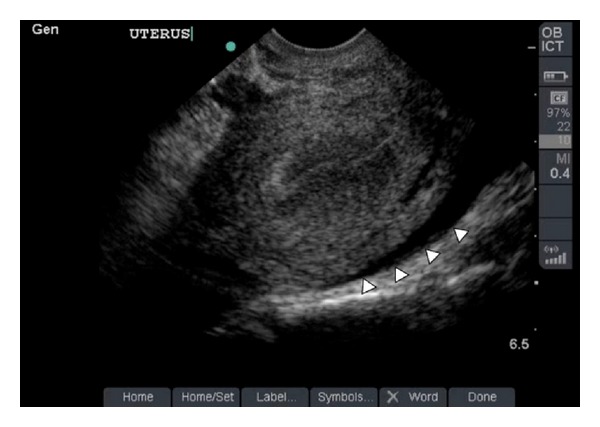 Gen
UTERUS
OB
ICT
CF
97%
22
10
MI
0.4
6.5
Home
Home/Set
Label...
Symbols...
Word
Done